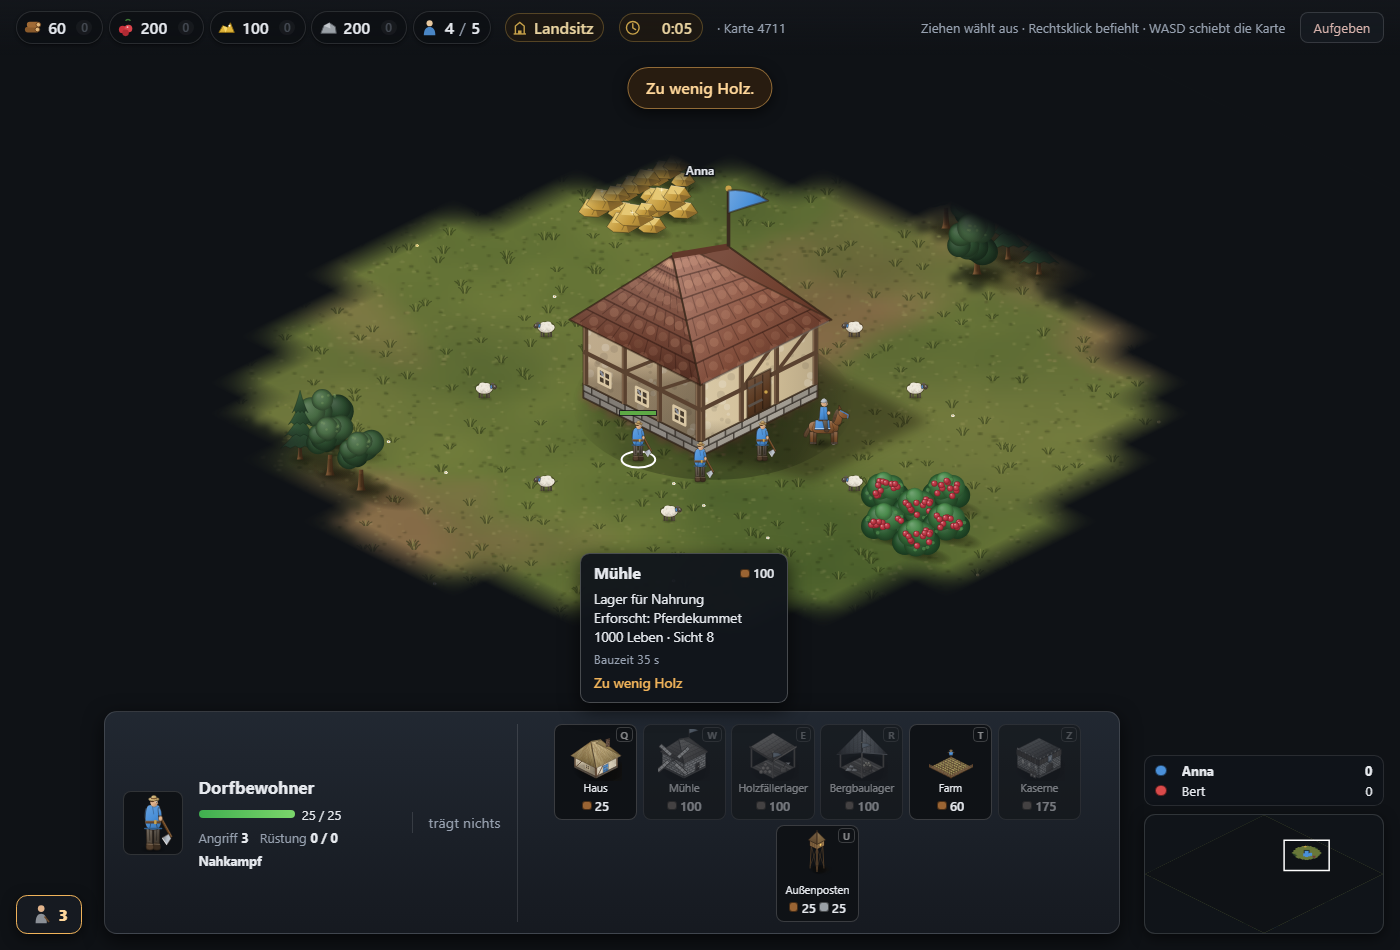 60 0 200 0 100 0 200 0 4 / 5 Landsitz 0:05 · Karte 4711 Ziehen wählt aus · Rechtsklick befiehlt · WASD schiebt die Karte Aufgeben
Zu wenig Holz.
Anna
Mühle 100
Lager für Nahrung
Erforscht: Pferdekummet
1000 Leben · Sicht 8
Bauzeit 35 s
Zu wenig Holz
Dorfbewohner
25 / 25
Angriff 3 Rüstung 0 / 0
Nahkampf
trägt nichts
Q W E R T Z
Haus Mühle Holzfällerlager Bergbaulager Farm Kaserne
25 100 100 100 60 175
U
Außenposten
25 25
Anna 0
Bert 0
3